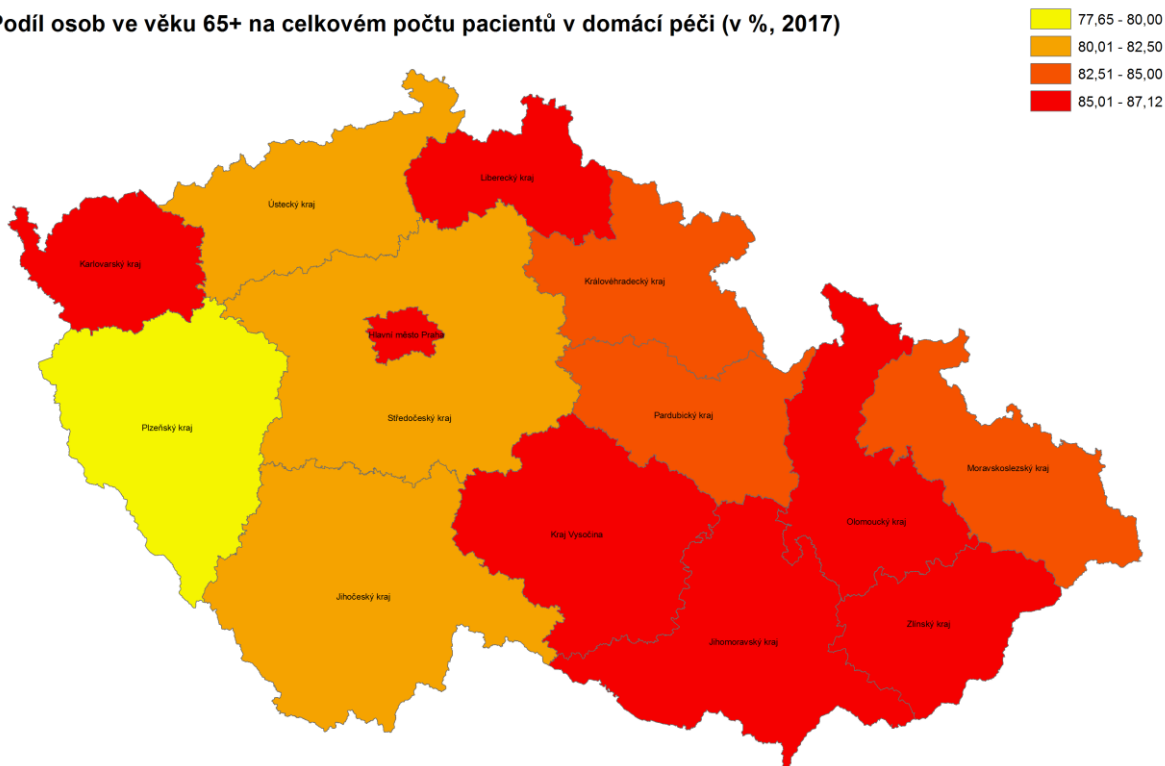 Podíl osob ve věku 65+ na celkovém počtu pacientů v domácí péči (v %, 2017)
77,65 - 80,00
80,01 - 82,50
82,51 - 85,00
85,01 - 87,12
Liberecký kraj
Ústecký kraj
Karlovarský kraj
Královéhradecký kraj
Hlavní město Praha
Středočeský kraj
Pardubický kraj
Plzeňský kraj
Moravskoslezský kraj
Olomoucký kraj
Kraj Vysočina
Jihočeský kraj
Zlínský kraj
Jihomoravský kraj